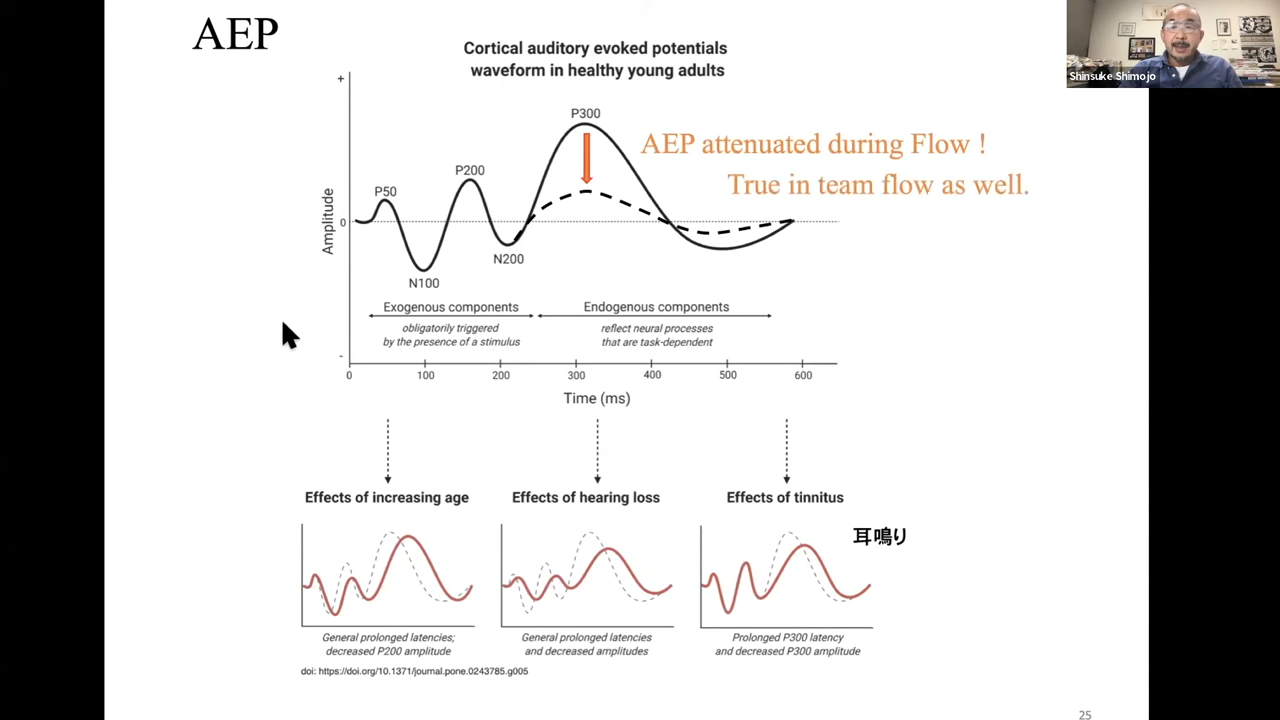 AEP
Shinsuke Shimojo
Cortical auditory evoked potentials
waveform in healthy young adults
+
P300
AEP attenuated during Flow !
P200
True in team flow as well.
P50
Amplitude
0
N200
N100
Exogenous components
Endogenous components
obligatorily triggered
by the presence of a stimulus
reflect neural processes
that are task-dependent
-
0 100 200 300 400 500 600
Time (ms)
Effects of increasing age
Effects of hearing loss
Effects of tinnitus
耳鳴り
General prolonged latencies;
decreased P200 amplitude
General prolonged latencies
and decreased amplitudes
Prolonged P300 latency
and decreased P300 amplitude
doi: https://doi.org/10.1371/journal.pone.0243785.g005
25